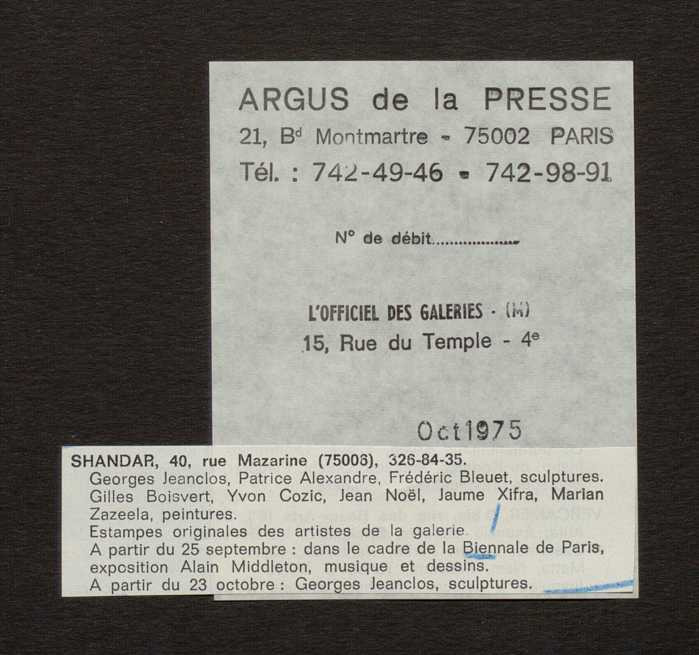 ARGUS de la PRESSE
21, Bd Montmartre - 75002 PARIS
Tél. : 742-49-46 - 742-98-91
N° de débit...................
L'OFFICIEL DES GALERIES - (M)
15, Rue du Temple - 4e
Oct1975
SHANDAR, 40, rue Mazarine (75006), 326-84-35.
Georges Jeanclos, Patrice Alexandre, Frédéric Bleuet, sculptures.
Gilles Boisvert, Yvon Cozic, Jean Noël, Jaume Xifra, Marian
Zazeela, peintures.
Estampes originales des artistes de la galerie.
A partir du 25 septembre : dans le cadre de la Biennale de Paris,
exposition Alain Middleton, musique et dessins.
A partir du 23 octobre : Georges Jeanclos, sculptures.